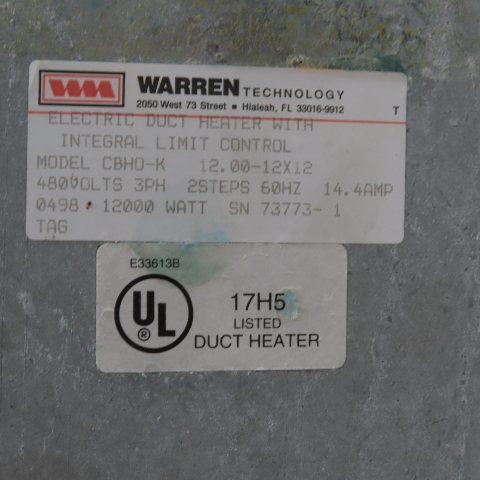 WARREN TECHNOLOGY
2050 West 73 Street ■ Hialeah, FL 33016-9912
T
ELECTRIC DUCT HEATER WITH
INTEGRAL LIMIT CONTROL
MODEL CBHO-K 12.00-12X12
480VOLTS 3PH 2STEPS 60HZ 14.4AMP
0498 12000 WATT SN 73773- 1
TAG
E33613B
UL ®
17H5
LISTED
DUCT HEATER